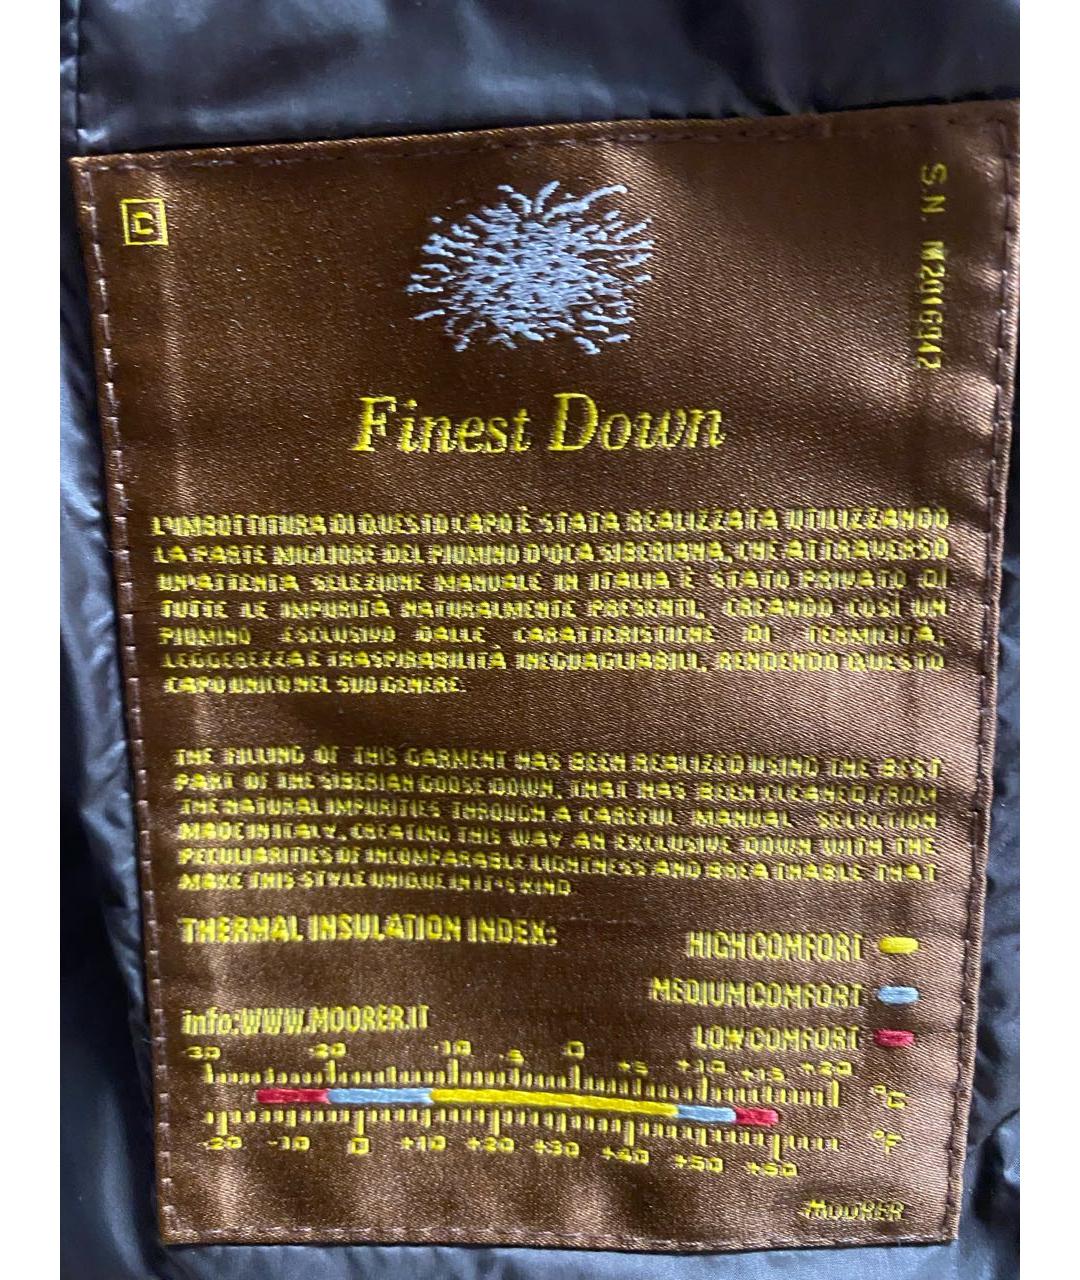 D
S.N. M2016942
Finest Down
L'IMBOTTITURA DI QUESTO CAPO È STATA REALIZZATA UTILIZZANDO
LA PARTE MIGLIORE DEL PIUMINO D'OCA SIBERIANA, CHE ATTRAVERSO
UN'ATTENTA SELEZIONE MANUALE IN ITALIA È STATO PRIVATO DI
TUTTE LE IMPURITÀ NATURALMENTE PRESENTI, CREANDO COSÌ UN
PIUMINO ESCLUSIVO DALLE CARATTERISTICHE DI TERMICITÀ,
LEGGEREZZA E TRASPIRABILITÀ INEGUAGLIABILI, RENDENDO QUESTO
CAPO UNICO NEL SUO GENERE.
THE FILLING OF THIS GARMENT HAS BEEN REALIZED USING THE BEST
PART OF THE SIBERIAN GOOSE DOWN, THAT HAS BEEN CLEANED FROM
THE NATURAL IMPURITIES THROUGH A CAREFUL MANUAL SELECTION
MADE IN ITALY, CREATING THIS WAY AN EXCLUSIVE DOWN WITH THE
PECULIARITIES OF INCOMPARABLE LIGHTNESS AND BREATHABLE THAT
MAKE THIS STYLE UNIQUE IN IT'S KIND.
THERMAL INSULATION INDEX:
HIGH COMFORT
MEDIUM COMFORT
LOW COMFORT
info:WWW.MOORER.IT
-30 -20 -10 -5 0 +5 +10 +15 +20
°C
-20 -10 0 +10 +20 +30 +40 +50 +60
°F
MOORER